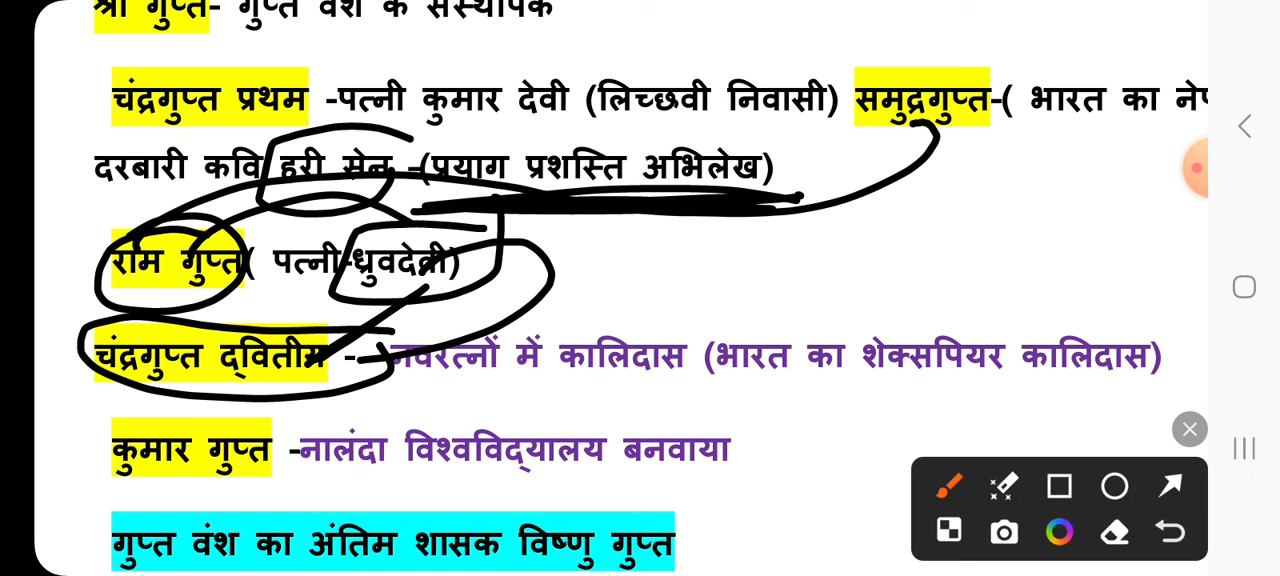 श्री गुप्त- गुप्त वंश के संस्थापक
चंद्रगुप्त प्रथम -पत्नी कुमार देवी (लिच्छवी निवासी) समुद्रगुप्त-( भारत का
दरबारी कवि हरी सेन -(प्रयाग प्रशस्ति अभिलेख)
राम गुप्त( पत्नी-ध्रुवदेवी)
चंद्रगुप्त द्वितीय - नवरत्नों में कालिदास (भारत का शेक्सपियर कालिदास)
कुमार गुप्त -नालंदा विश्वविद्यालय बनवाया
गुप्त वंश का अंतिम शासक विष्णु गुप्त